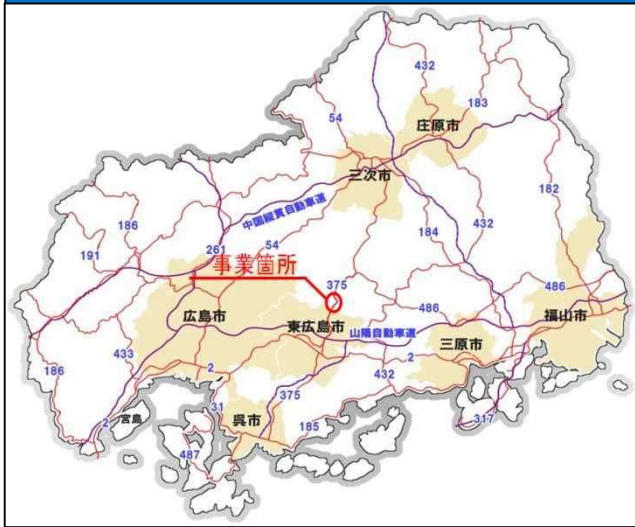 432
183
54
庄原市
三次市
182
中国縦貫自動車道
186
191
261
54
184
432
事業箇所
375
486
486
広島市
東広島市
山陽自動車道
福山市
三原市
433
186
2
2
432
375
31
呉市
185
2
宮島
317
487